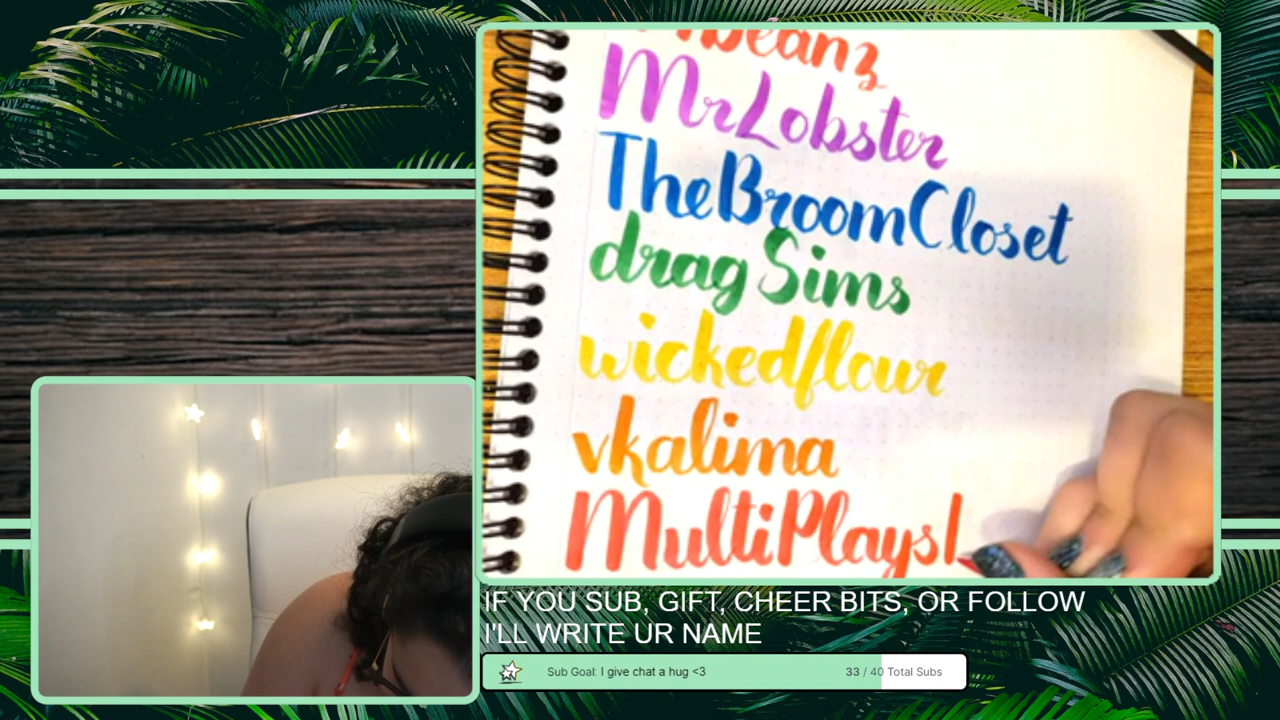 MrLobster
TheBroomCloset
dragSims
wickedflour
vkalima
MultiPlays1
IF YOU SUB, GIFT, CHEER BITS, OR FOLLOW
I'LL WRITE UR NAME
Sub Goal: I give chat a hug <3 33 / 40 Total Subs